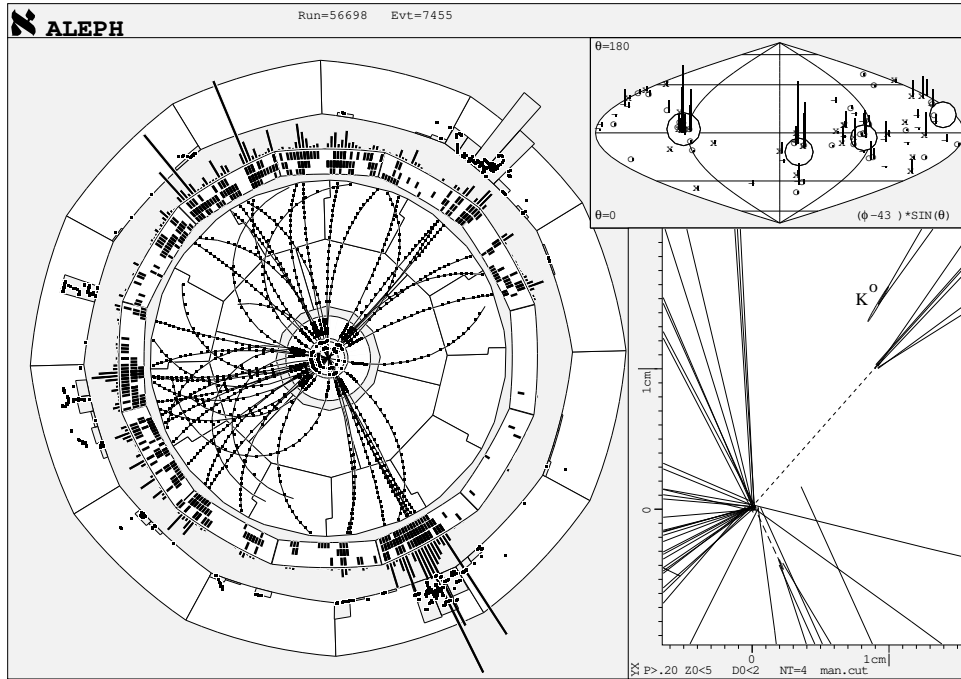 ℵ ALEPH
Run=56698 Evt=7455
θ=180
θ=0
(ϕ-43 )*SIN(θ)
K⁰
1cm
0
0
1cm
YX P>.20 Z0<5 D0<2 NT=4 man.cut